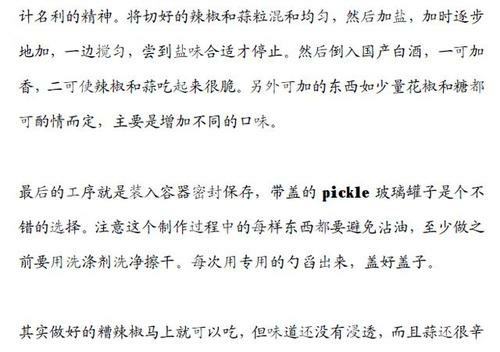 计名利的精神。将切好的辣椒和蒜粒混和均匀，然后加盐，加时逐步
地加，一边搅匀，尝到盐味合适才停止。然后倒入国产白酒，一可加
香，二可使辣椒和蒜吃起来很脆。另外可加的东西如少量花椒和糖都
可酌情而定，主要是增加不同的口味。
最后的工序就是装入容器密封保存，带盖的 pickle 玻璃罐子是个不
错的选择。注意这个制作过程中的每样东西都要避免沾油，至少做之
前要用洗涤剂洗净擦干。每次用专用的勺舀出来，盖好盖子。
其实做好的糟辣椒马上就可以吃，但味道还没有浸透，而且蒜还很辛